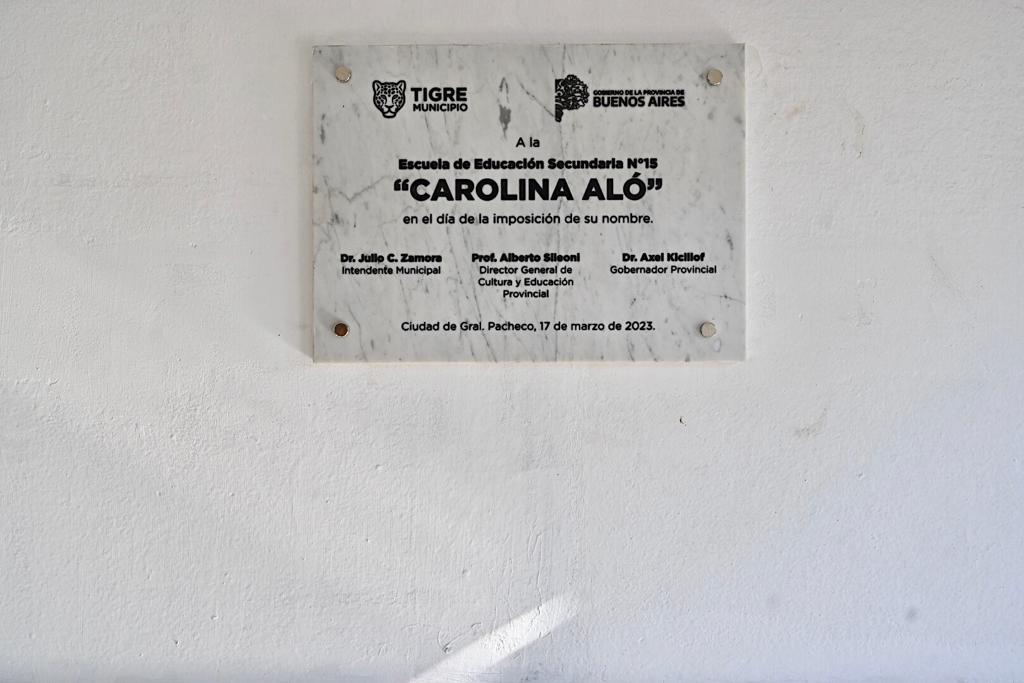 TIGRE
MUNICIPIO
GOBIERNO DE LA PROVINCIA DE
BUENOS AIRES
A la
Escuela de Educación Secundaria N°15
“CAROLINA ALÓ”
en el día de la imposición de su nombre.
Dr. Julio C. Zamora
Intendente Municipal
Prof. Alberto Sileoni
Director General de
Cultura y Educación
Provincial
Dr. Axel Kicillof
Gobernador Provincial
Ciudad de Gral. Pacheco, 17 de marzo de 2023.